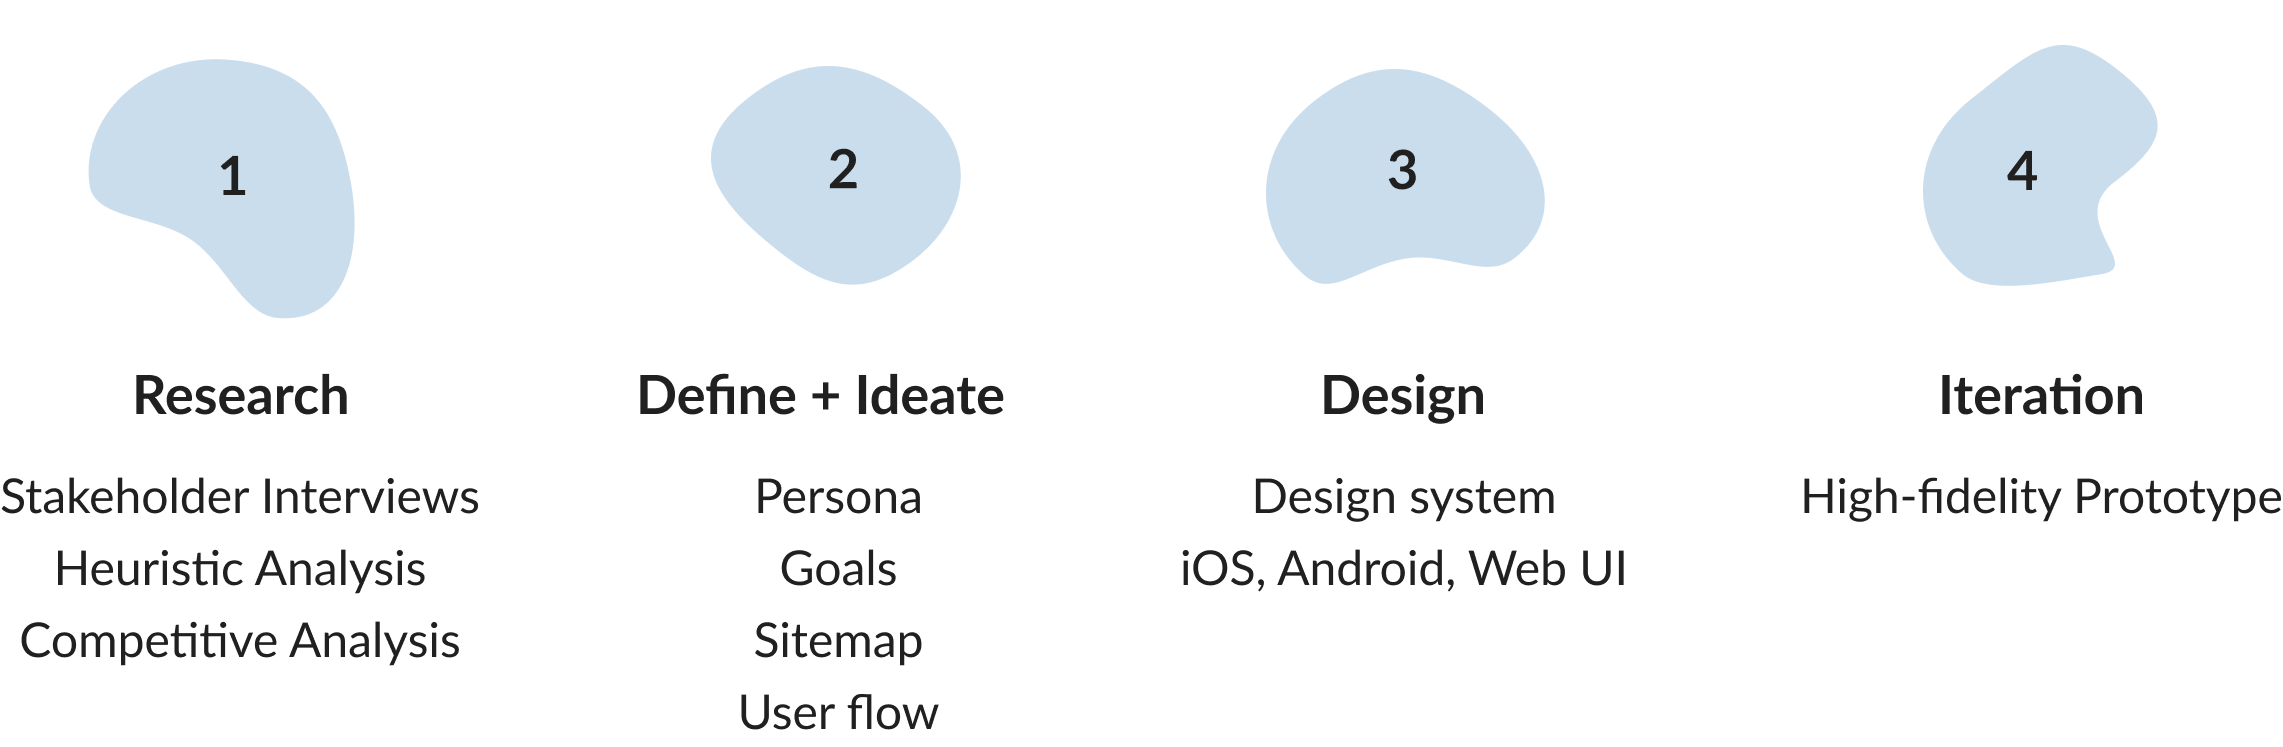 1
Research
Stakeholder Interviews
Heuristic Analysis
Competitive Analysis
2
Define + Ideate
Persona
Goals
Sitemap
User flow
3
Design
Design system
iOS, Android, Web UI
4
Iteration
High-fidelity Prototype